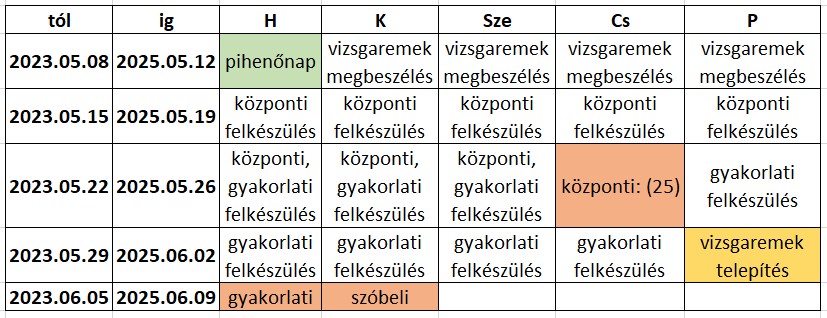 tól ig H K Sze Cs P
2023.05.08 2025.05.12 pihenőnap vizsgaremek megbeszélés vizsgaremek megbeszélés vizsgaremek megbeszélés vizsgaremek megbeszélés
2023.05.15 2025.05.19 központi felkészülés központi felkészülés központi felkészülés központi felkészülés központi felkészülés
2023.05.22 2025.05.26 központi, gyakorlati felkészülés központi, gyakorlati felkészülés központi, gyakorlati felkészülés központi: (25) gyakorlati felkészülés
2023.05.29 2025.06.02 gyakorlati felkészülés gyakorlati felkészülés gyakorlati felkészülés gyakorlati felkészülés vizsgaremek telepítés
2023.06.05 2025.06.09 gyakorlati szóbeli